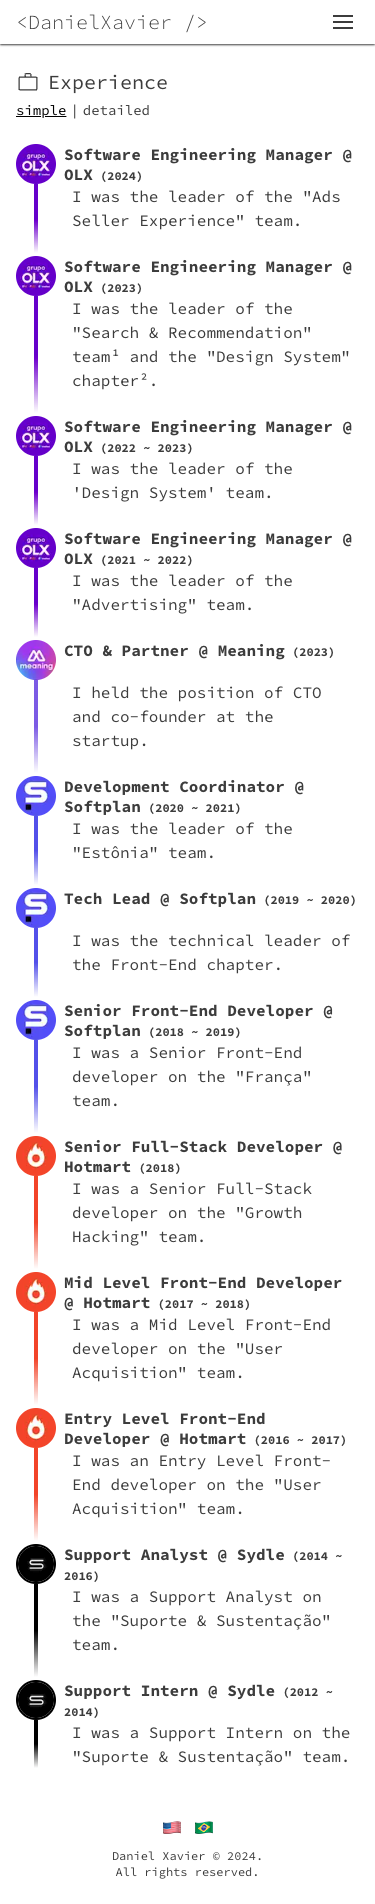 <DanielXavier />
Experience
simple | detailed
grupo
OLX
Software Engineering Manager @
OLX (2024)
I was the leader of the "Ads
Seller Experience" team.
grupo
OLX
Software Engineering Manager @
OLX (2023)
I was the leader of the
"Search & Recommendation"
team¹ and the "Design System"
chapter².
grupo
OLX
Software Engineering Manager @
OLX (2022 ~ 2023)
I was the leader of the
'Design System' team.
grupo
OLX
Software Engineering Manager @
OLX (2021 ~ 2022)
I was the leader of the
"Advertising" team.
meaning
CTO & Partner @ Meaning (2023)
I held the position of CTO
and co-founder at the
startup.
Development Coordinator @
Softplan (2020 ~ 2021)
I was the leader of the
"Estônia" team.
Tech Lead @ Softplan (2019 ~ 2020)
I was the technical leader of
the Front-End chapter.
Senior Front-End Developer @
Softplan (2018 ~ 2019)
I was a Senior Front-End
developer on the "França"
team.
Senior Full-Stack Developer @
Hotmart (2018)
I was a Senior Full-Stack
developer on the "Growth
Hacking" team.
Mid Level Front-End Developer
@ Hotmart (2017 ~ 2018)
I was a Mid Level Front-End
developer on the "User
Acquisition" team.
Entry Level Front-End
Developer @ Hotmart (2016 ~ 2017)
I was an Entry Level Front-
End developer on the "User
Acquisition" team.
Support Analyst @ Sydle (2014 ~
2016)
I was a Support Analyst on
the "Suporte & Sustentação"
team.
Support Intern @ Sydle (2012 ~
2014)
I was a Support Intern on the
"Suporte & Sustentação" team.
Daniel Xavier © 2024.
All rights reserved.